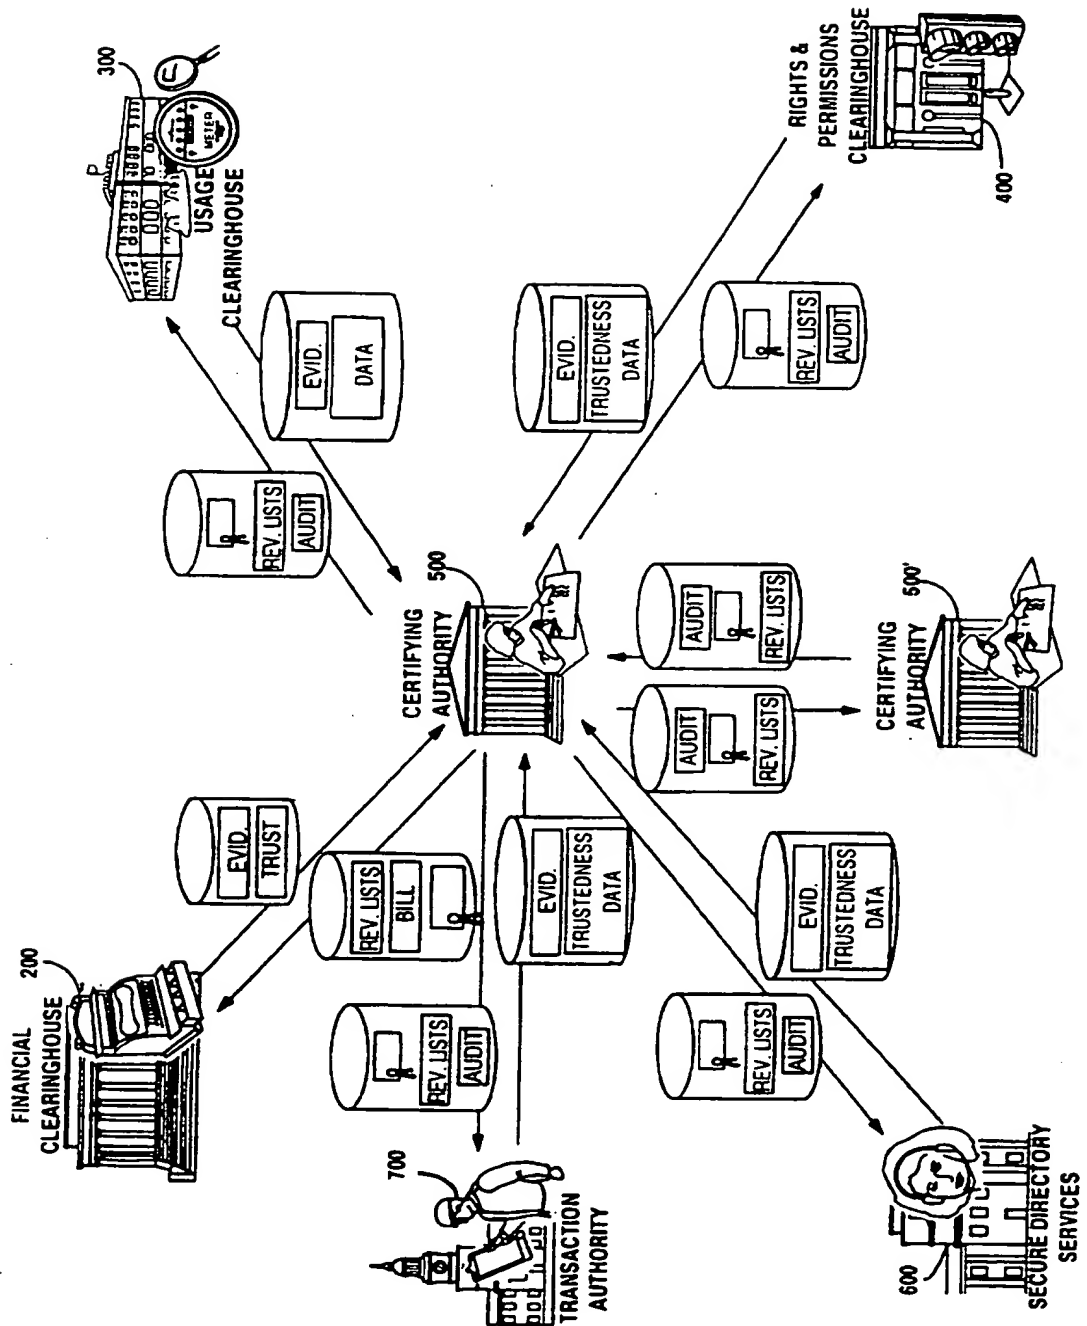 FINANCIAL
CLEARINGHOUSE
200
EVID.
TRUST
REV. LISTS
BILL
300
METER
USAGE
CLEARINGHOUSE
REV. LISTS
AUDIT
EVID.
DATA
TRANSACTION
AUTHORITY
700
REV. LISTS
AUDIT
EVID.
TRUSTEDNESS
DATA
CERTIFYING
AUTHORITY
500
EVID.
TRUSTEDNESS
DATA
REV. LISTS
AUDIT
RIGHTS &
PERMISSIONS
CLEARINGHOUSE
400
AUDIT
REV. LISTS
AUDIT
REV. LISTS
CERTIFYING
AUTHORITY
500'
REV. LISTS
AUDIT
EVID.
TRUSTEDNESS
DATA
600
SECURE DIRECTORY
SERVICES